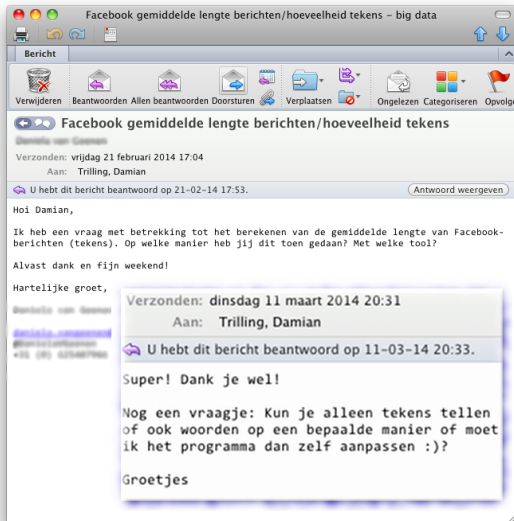 Facebook gemiddelde lengte berichten/hoeveelheid tekens – big data
Bericht
Verwijderen Beantwoorden Allen beantwoorden Doorsturen Verplaatsen Ongelezen Categoriseren Opvolge
Facebook gemiddelde lengte berichten/hoeveelheid tekens
Verzonden: vrijdag 21 februari 2014 17:04
Aan: Trilling, Damian
U hebt dit bericht beantwoord op 21-02-14 17:53. Antwoord weergeven
Hoi Damian,
Ik heb een vraag met betrekking tot het berekenen van de gemiddelde lengte van Facebook-
berichten (tekens). Op welke manier heb jij dit toen gedaan? Met welke tool?
Alvast dank en fijn weekend!
Hartelijke groet,
Verzonden: dinsdag 11 maart 2014 20:31
Aan: Trilling, Damian
U hebt dit bericht beantwoord op 11-03-14 20:33.
Super! Dank je wel!
Nog een vraagje: Kun je alleen tekens tellen
of ook woorden op een bepaalde manier of moet
ik het programma dan zelf aanpassen :)?
Groetjes